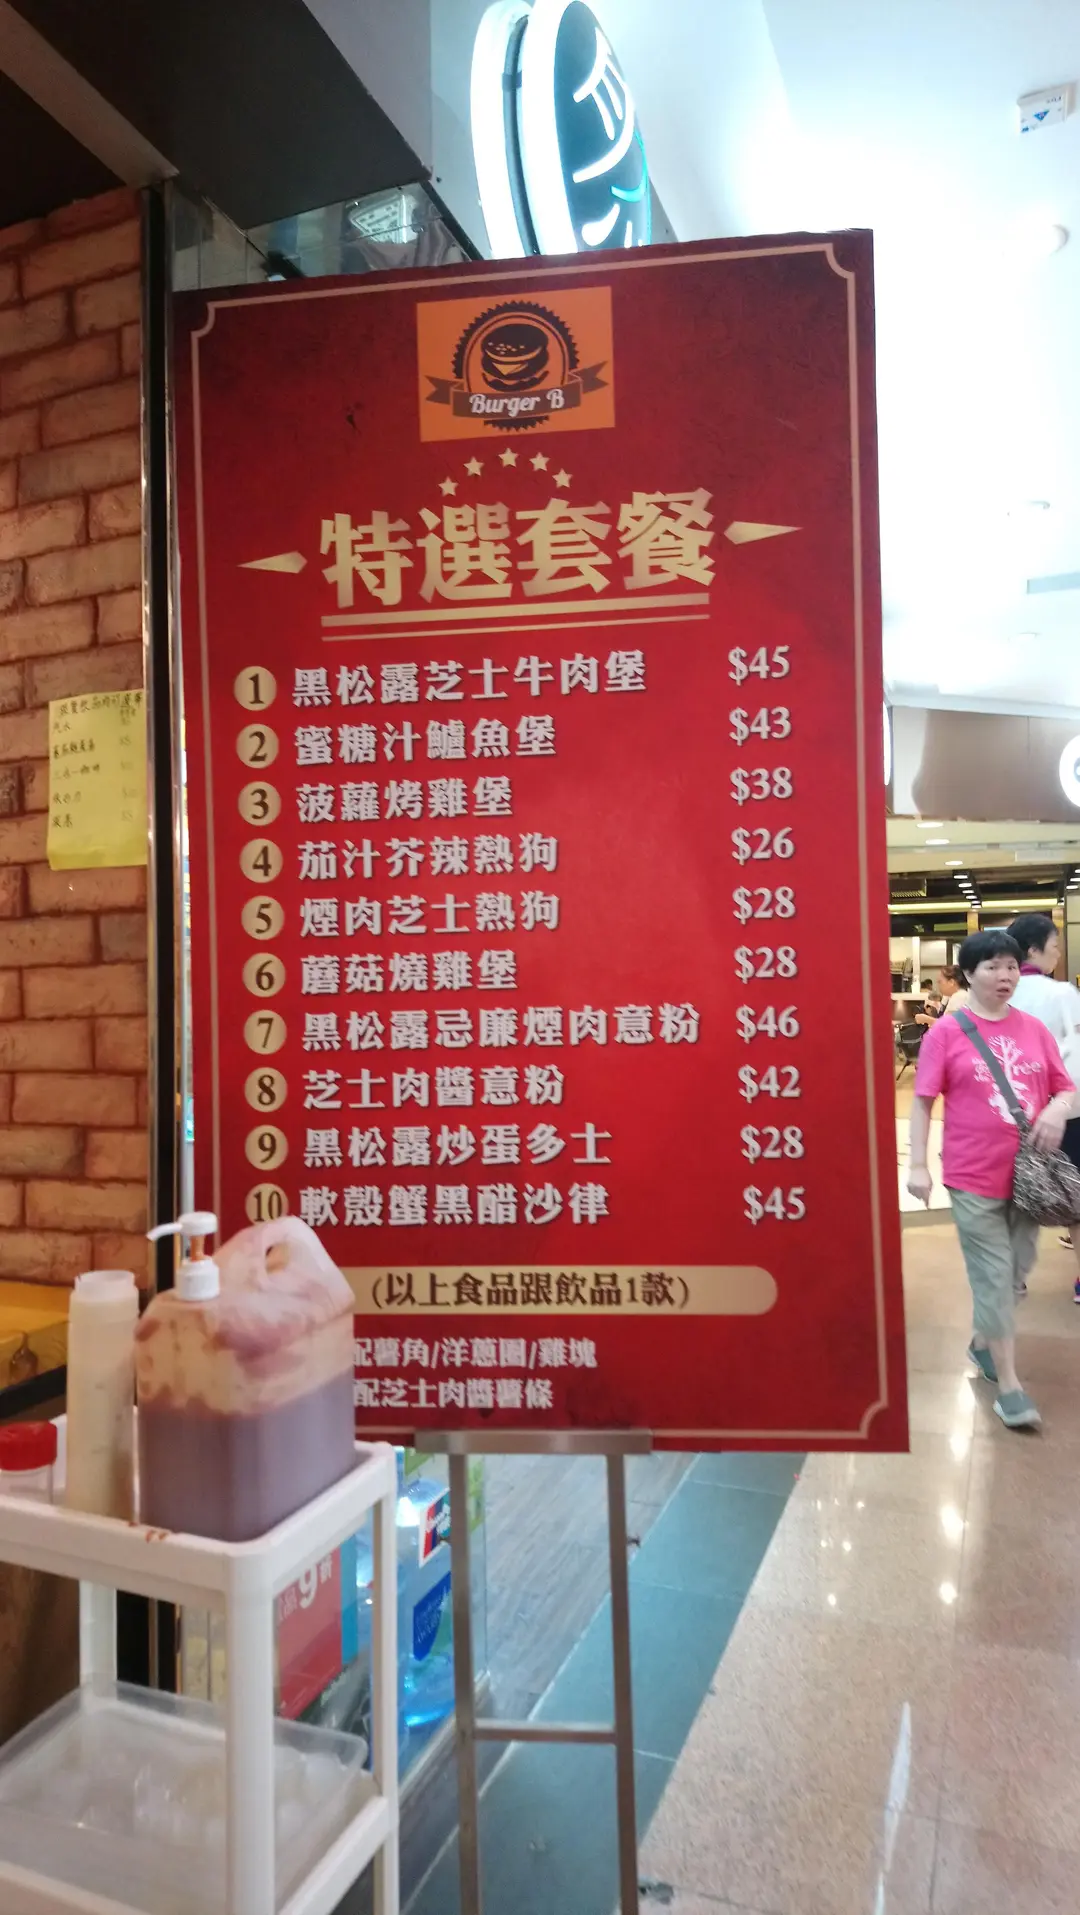 Burger B
特選套餐
1 黑松露芝士牛肉堡 $45
2 蜜糖汁鱸魚堡 $43
3 菠蘿烤雞堡 $38
4 茄汁芥辣熱狗 $26
5 煙肉芝士熱狗 $28
6 蘑菇燒雞堡 $28
7 黑松露忌廉煙肉意粉 $46
8 芝士肉醬意粉 $42
9 黑松露炒蛋多士 $28
10 軟殼蟹黑醋沙律 $45
(以上食品跟飲品1款)
配薯角/洋蔥圈/雞塊
配芝士肉醬薯條
汽水
9折